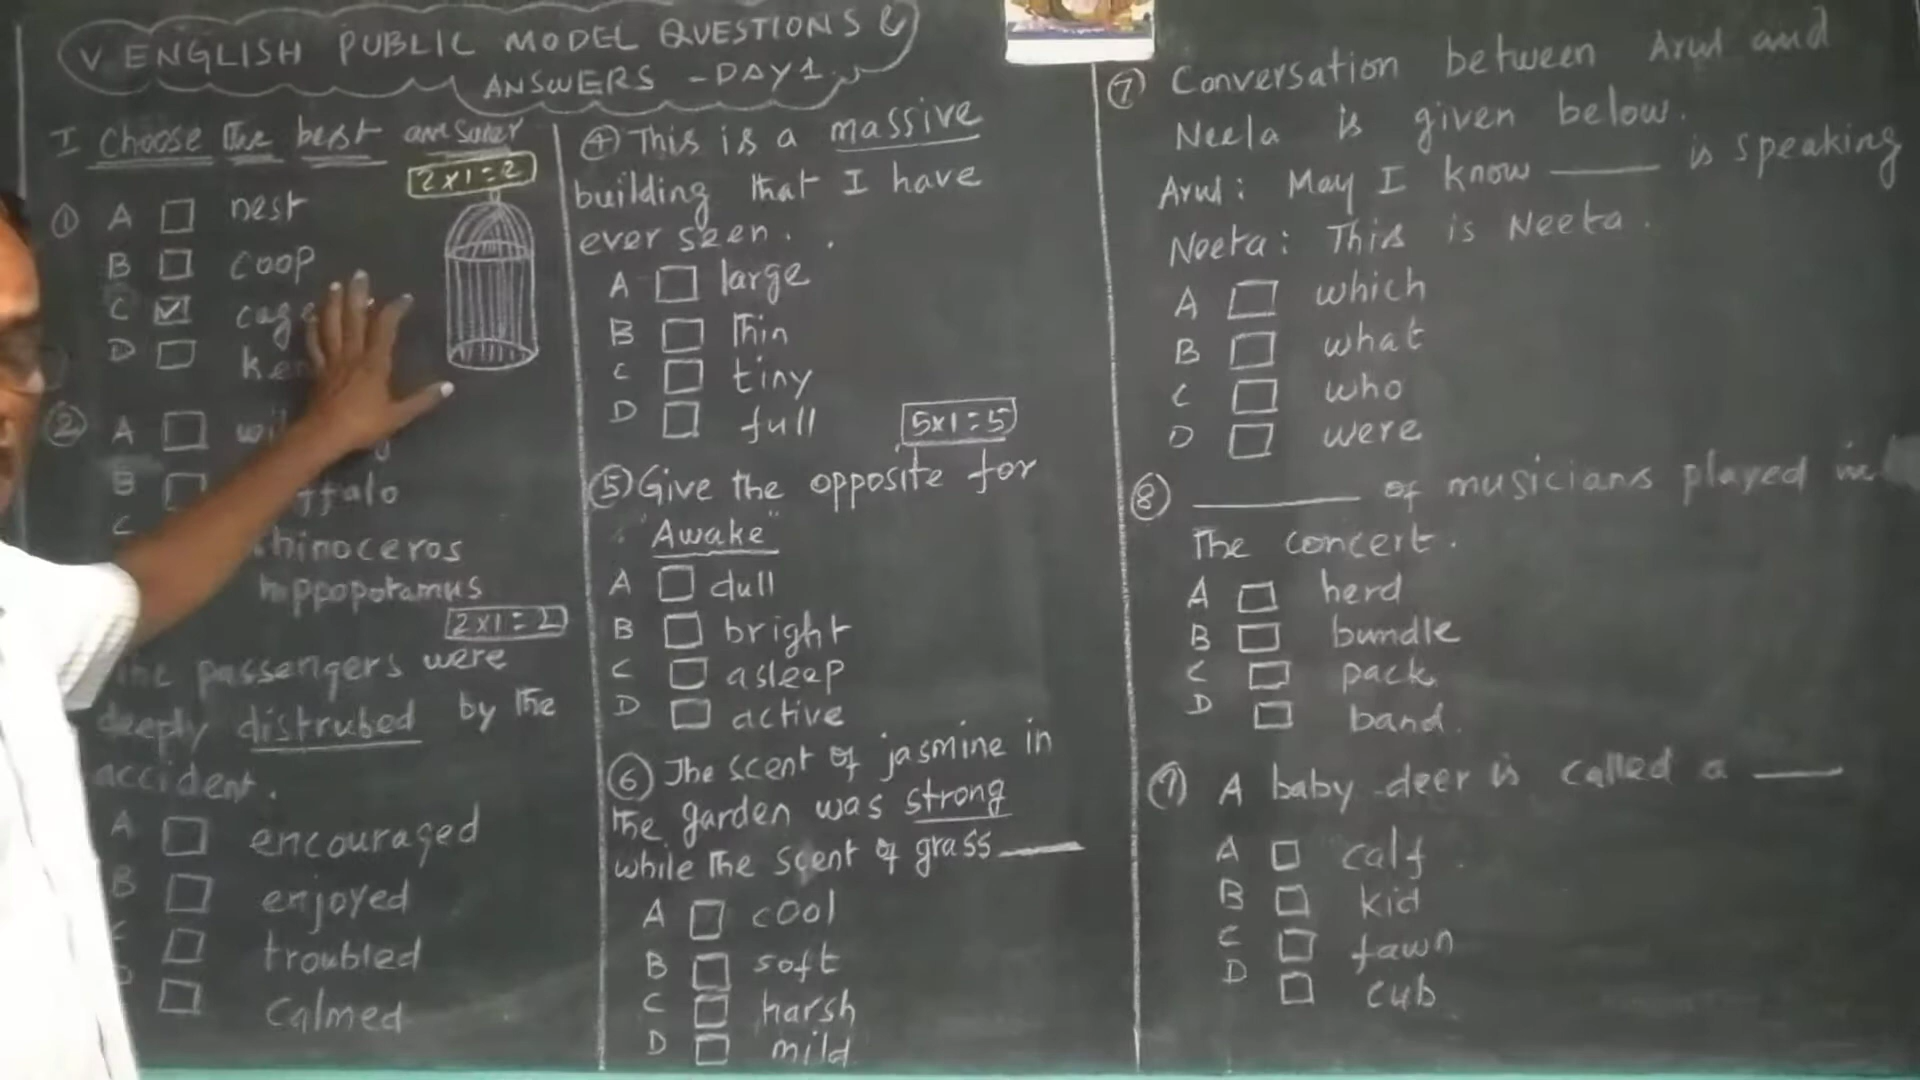 V ENGLISH PUBLIC MODEL QUESTIONS &
ANSWERS - DAY 1.
I Choose the best answer
2x1=2
① A nest
B coop
C cage
D
② A
B
C rhinoceros
hippopotamus
2x1=2
The passengers were
deeply distrubed by the
accident.
A encouraged
B enjoyed
C troubled
D calmed
④ This is a massive
building that I have
ever seen.
A large
B thin
C tiny
D full
5x1=5
⑤ Give the opposite for
"Awake"
A dull
B bright
C asleep
D active
⑥ The scent of jasmine in
the garden was strong
while the scent of grass ____
A cool
B soft
C harsh
D mild
⑦ Conversation between Arul and
Neela is given below.
Arul: May I know ____ is speaking
Neeta: This is Neeta.
A which
B what
C who
D were
⑧ ____ of musicians played in
the concert.
A herd
B bundle
C pack
D band.
⑨ A baby deer is called a ____
A calf.
B kid
C fawn
D cub